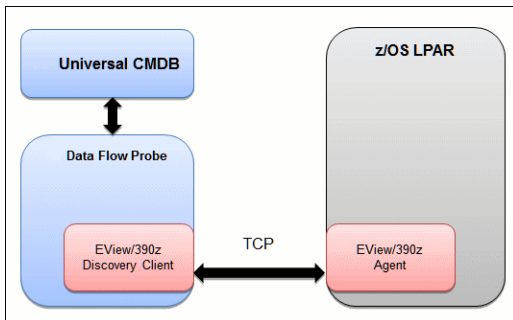 Universal CMDB
z/OS LPAR
Data Flow Probe
EView/390z
Discovery Client
TCP
EView/390z
Agent